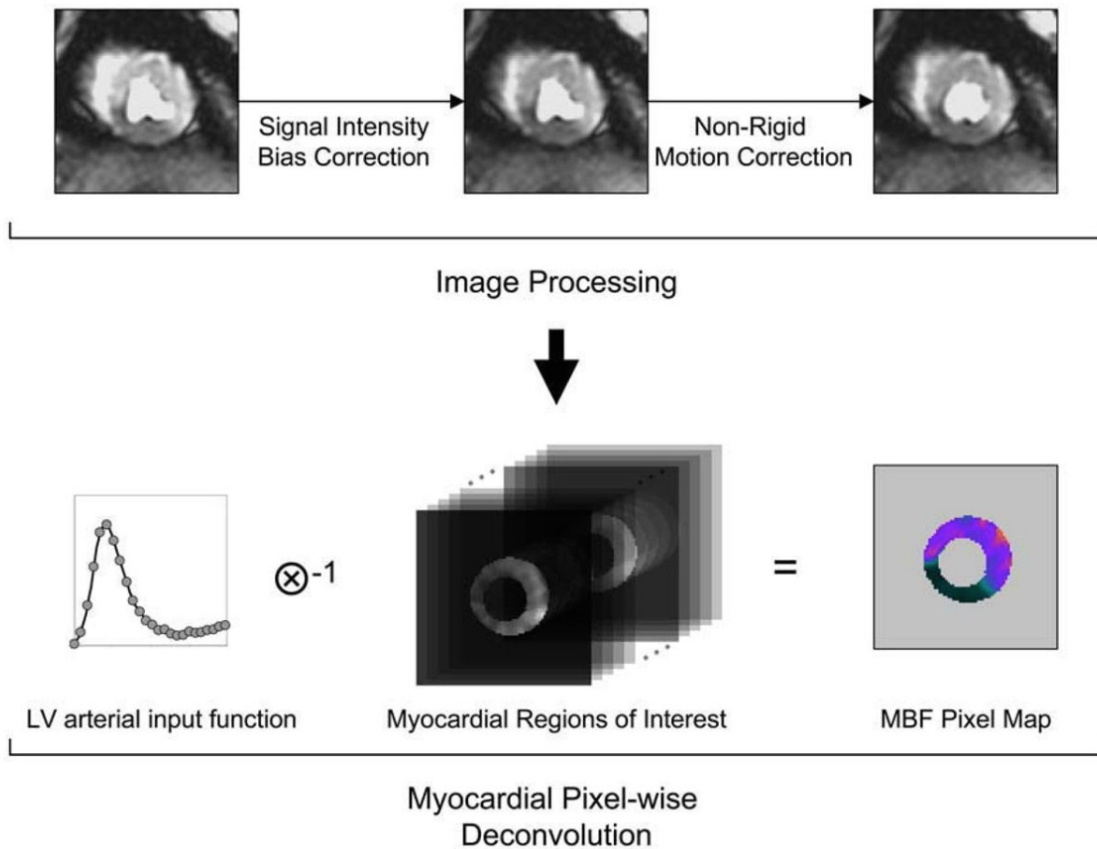 Signal Intensity
Bias Correction
Non-Rigid
Motion Correction
Image Processing
⊗-1
=
LV arterial input function
Myocardial Regions of Interest
MBF Pixel Map
Myocardial Pixel-wise
Deconvolution